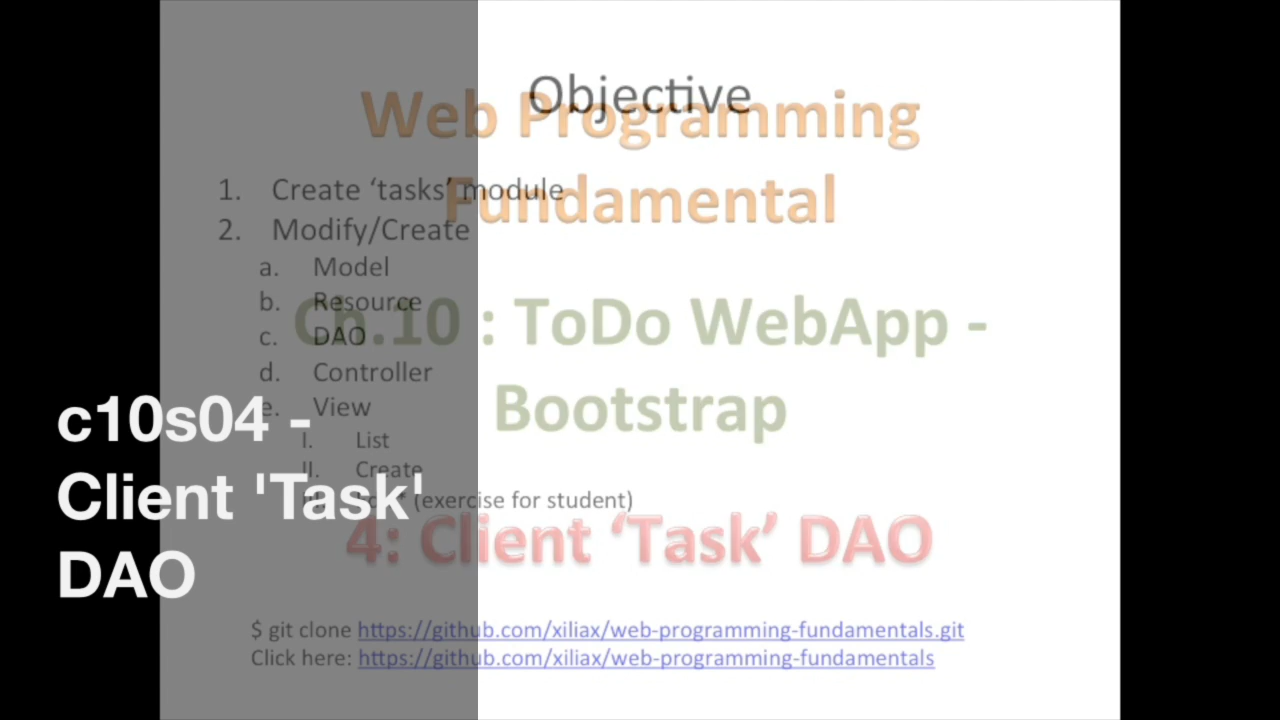 Objective
Web Programming
Fundamental
1. Create ‘tasks’ module
2. Modify/Create
a. Model
b. Resource
c. DAO
d. Controller
e. View
I. List
II. Create
(exercise for student)
Ch.10 : ToDo WebApp -
Bootstrap
4: Client ‘Task’ DAO
c10s04 -
Client 'Task'
DAO
$ git clone https://github.com/xiliax/web-programming-fundamentals.git
Click here: https://github.com/xiliax/web-programming-fundamentals